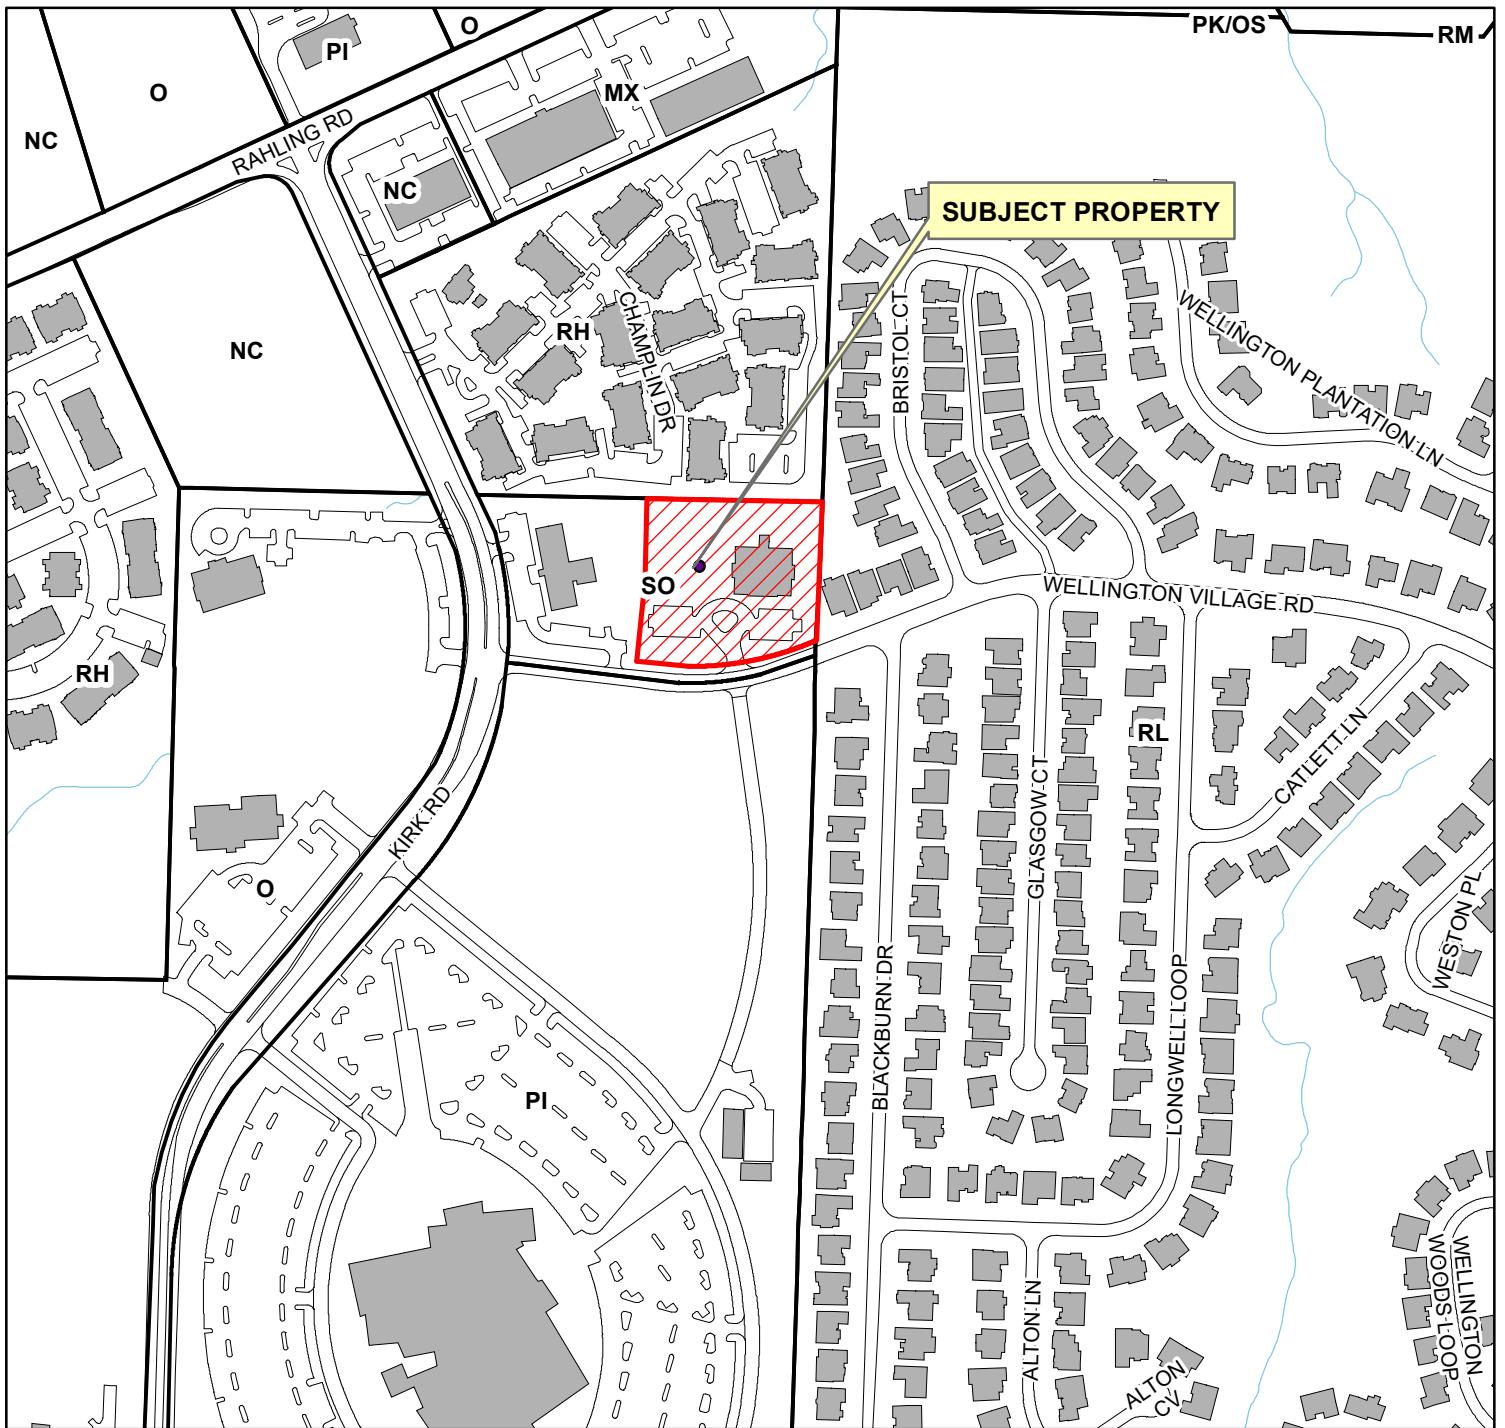 O
PK/OS
RM
PI
O
MX
NC
RAHLING RD
NC
SUBJECT PROPERTY
CHAMPLIN DR
RH
NC
BRISTOL CT
WELLINGTON PLANTATION LN
SO
WELLINGTON VILLAGE RD
RH
RL
CATLETT LN
KIRK RD
GLASGOW CT
O
WESTON PL
BLACKBURN DR
LONGWELL LOOP
PI
WELLINGTON
WOODS LOOP
ALTON LN
ALTON
CV